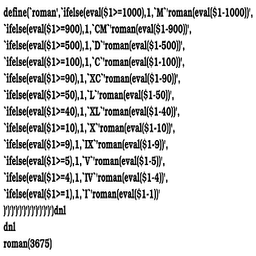 define(`roman',`ifelse(eval($1>=1000),1,`M`'roman(eval($1-1000))',
`ifelse(eval($1>=900),1,`CM`'roman(eval($1-900))',
`ifelse(eval($1>=500),1,`D`'roman(eval($1-500))',
`ifelse(eval($1>=100),1,`C`'roman(eval($1-100))',
`ifelse(eval($1>=90),1,`XC`'roman(eval($1-90))',
`ifelse(eval($1>=50),1,`L`'roman(eval($1-50))',
`ifelse(eval($1>=40),1,`XL`'roman(eval($1-40))',
`ifelse(eval($1>=10),1,`X`'roman(eval($1-10))',
`ifelse(eval($1>=9),1,`IX`'roman(eval($1-9))',
`ifelse(eval($1>=5),1,`V`'roman(eval($1-5))',
`ifelse(eval($1>=4),1,`IV`'roman(eval($1-4))',
`ifelse(eval($1>=1),1,`I`'roman(eval($1-1))'
)')')')')')')')')')')')')dnl
dnl
roman(3675)